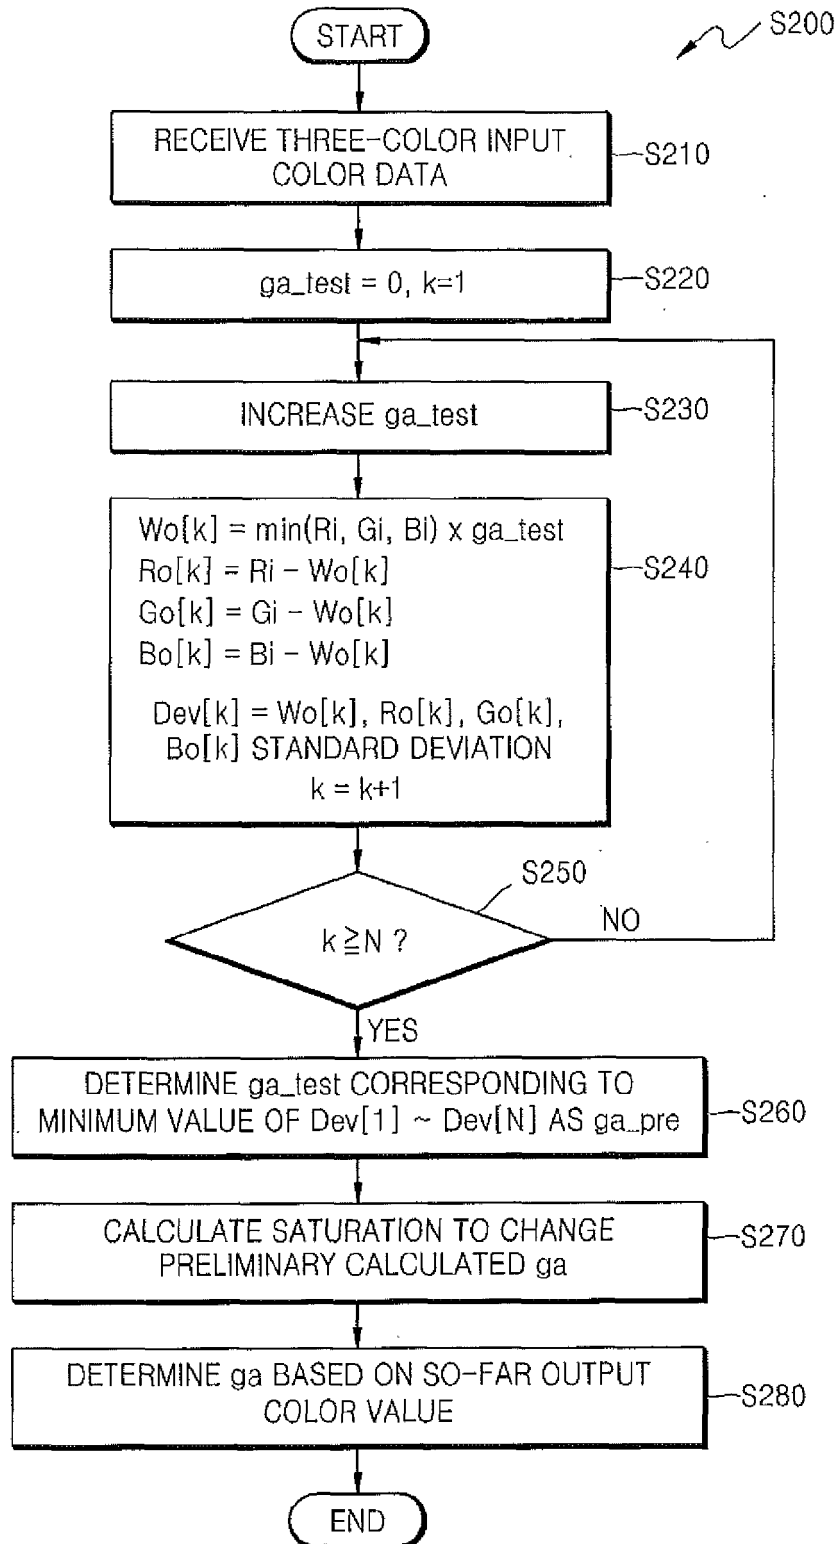 START
S200
RECEIVE THREE-COLOR INPUT
COLOR DATA
S210
ga_test = 0, k=1
S220
INCREASE ga_test
S230
Wo[k] = min(Ri, Gi, Bi) x ga_test
Ro[k] = Ri - Wo[k]
Go[k] = Gi - Wo[k]
Bo[k] = Bi - Wo[k]
Dev[k] = Wo[k], Ro[k], Go[k],
Bo[k] STANDARD DEVIATION
k = k+1
S240
S250
k ≧ N ?
NO
YES
DETERMINE ga_test CORRESPONDING TO
MINIMUM VALUE OF Dev[1] ~ Dev[N] AS ga_pre
S260
CALCULATE SATURATION TO CHANGE
PRELIMINARY CALCULATED ga
S270
DETERMINE ga BASED ON SO-FAR OUTPUT
COLOR VALUE
S280
END